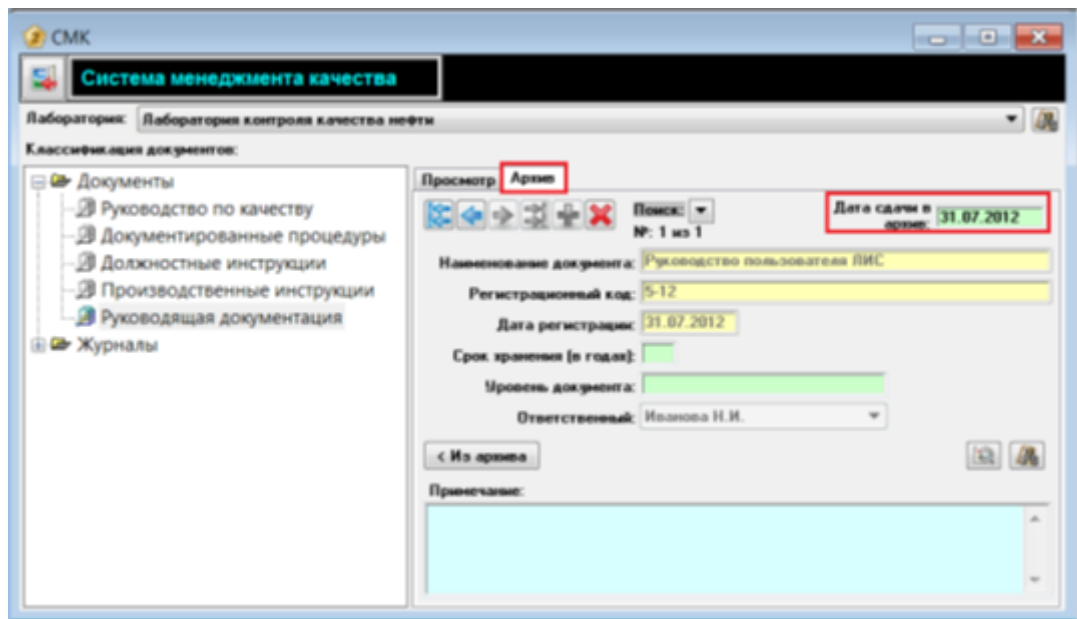 СМК
Система менеджмента качества
Лаборатория: Лаборатория контроля качества нефти
Классификация документов:
Документы
Руководство по качеству
Документированные процедуры
Должностные инструкции
Производственные инструкции
Руководящая документация
Журналы
Просмотр Архив
Поиск:
№: 1 из 1
Дата сдачи в архив: 31.07.2012
Наименование документа: Руководство пользователя ЛИС
Регистрационный код: 5-12
Дата регистрации: 31.07.2012
Срок хранения (в годах):
Уровень документа:
Ответственный: Иванова Н.И.
< Из архива
Примечание: